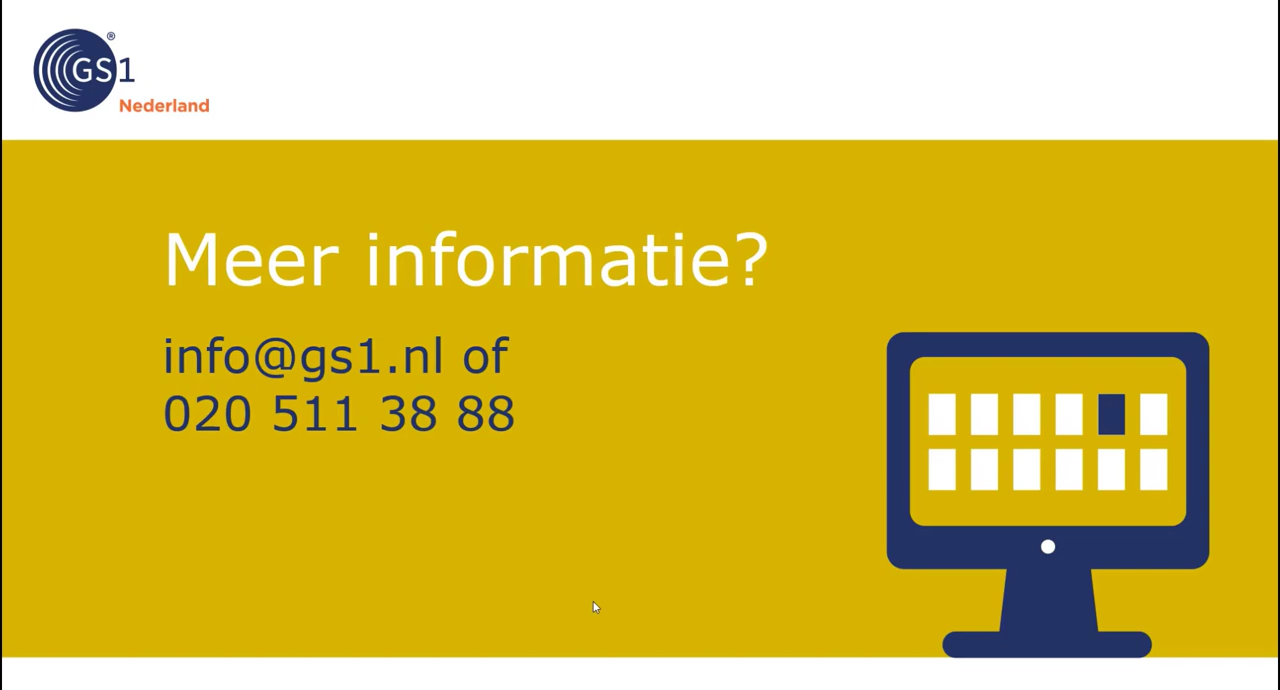 GS1®
Nederland
Meer informatie?
info@gs1.nl of
020 511 38 88